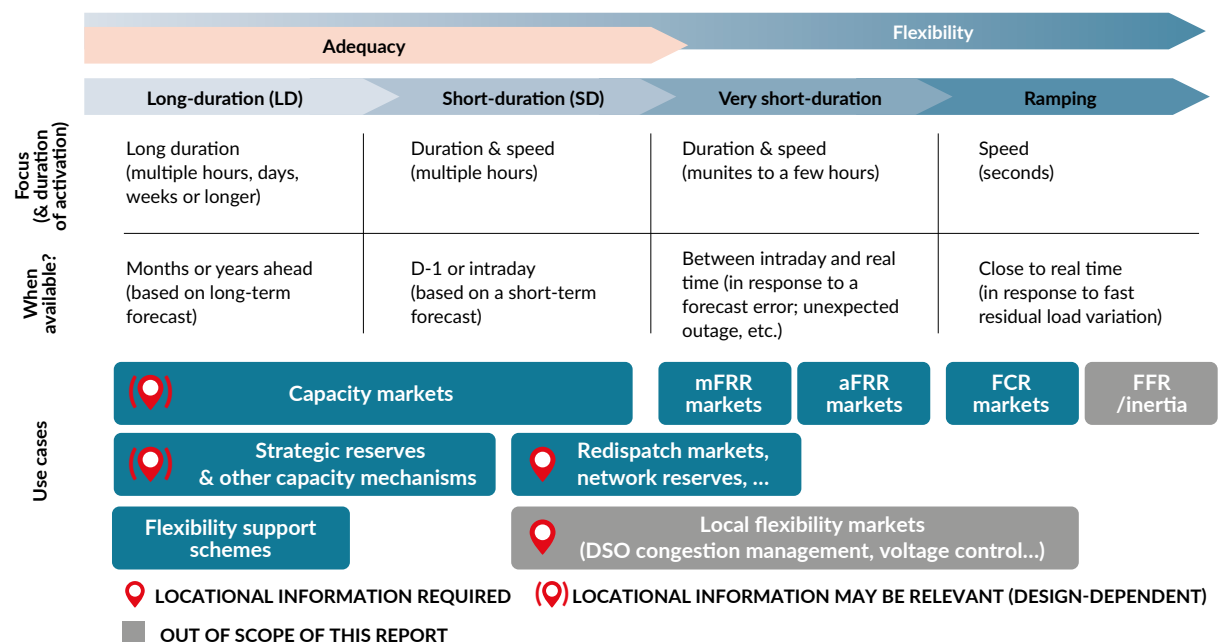 Flexibility
Adequacy
Long-duration (LD)
Short-duration (SD)
Very short-duration
Ramping
Focus
(& duration
of activation)
Long duration
(multiple hours, days,
weeks or longer)
Duration & speed
(multiple hours)
Duration & speed
(munites to a few hours)
Speed
(seconds)
When
available?
Months or years ahead
(based on long-term
forecast)
D-1 or intraday
(based on a short-term
forecast)
Between intraday and real
time (in response to a
forecast error; unexpected
outage, etc.)
Close to real time
(in response to fast
residual load variation)
Use cases
Capacity markets
mFRR
markets
aFRR
markets
FCR
markets
FFR
/inertia
Strategic reserves
& other capacity mechanisms
Redispatch markets,
network reserves, ...
Flexibility support
schemes
Local flexibility markets
(DSO congestion management, voltage control...)
LOCATIONAL INFORMATION REQUIRED
LOCATIONAL INFORMATION MAY BE RELEVANT (DESIGN-DEPENDENT)
OUT OF SCOPE OF THIS REPORT